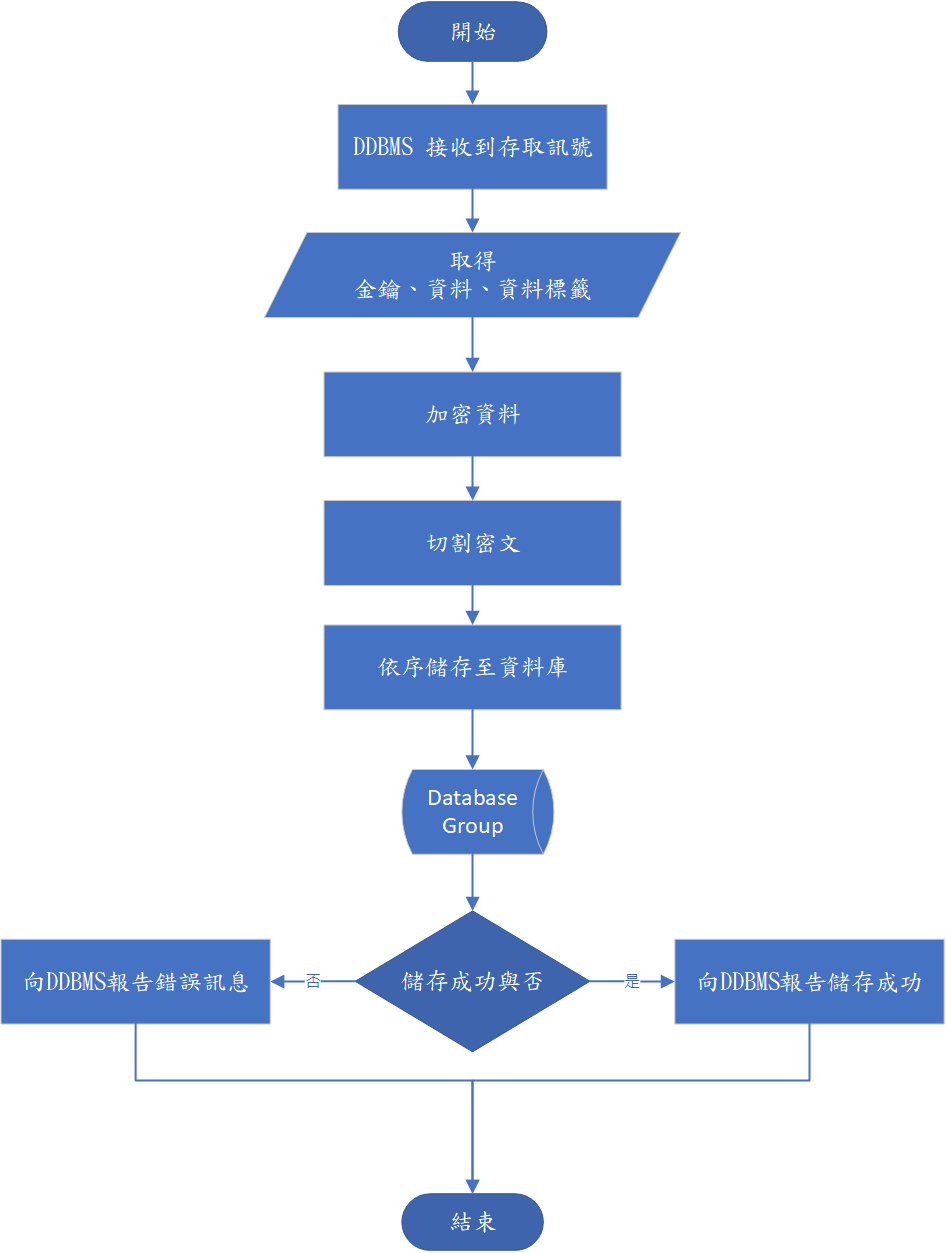 開始
DDBMS 接收到存取訊號
取得
金鑰、資料、資料標籤
加密資料
切割密文
依序儲存至資料庫
Database
Group
向DDBMS報告錯誤訊息
否
儲存成功與否
是
向DDBMS報告儲存成功
結束